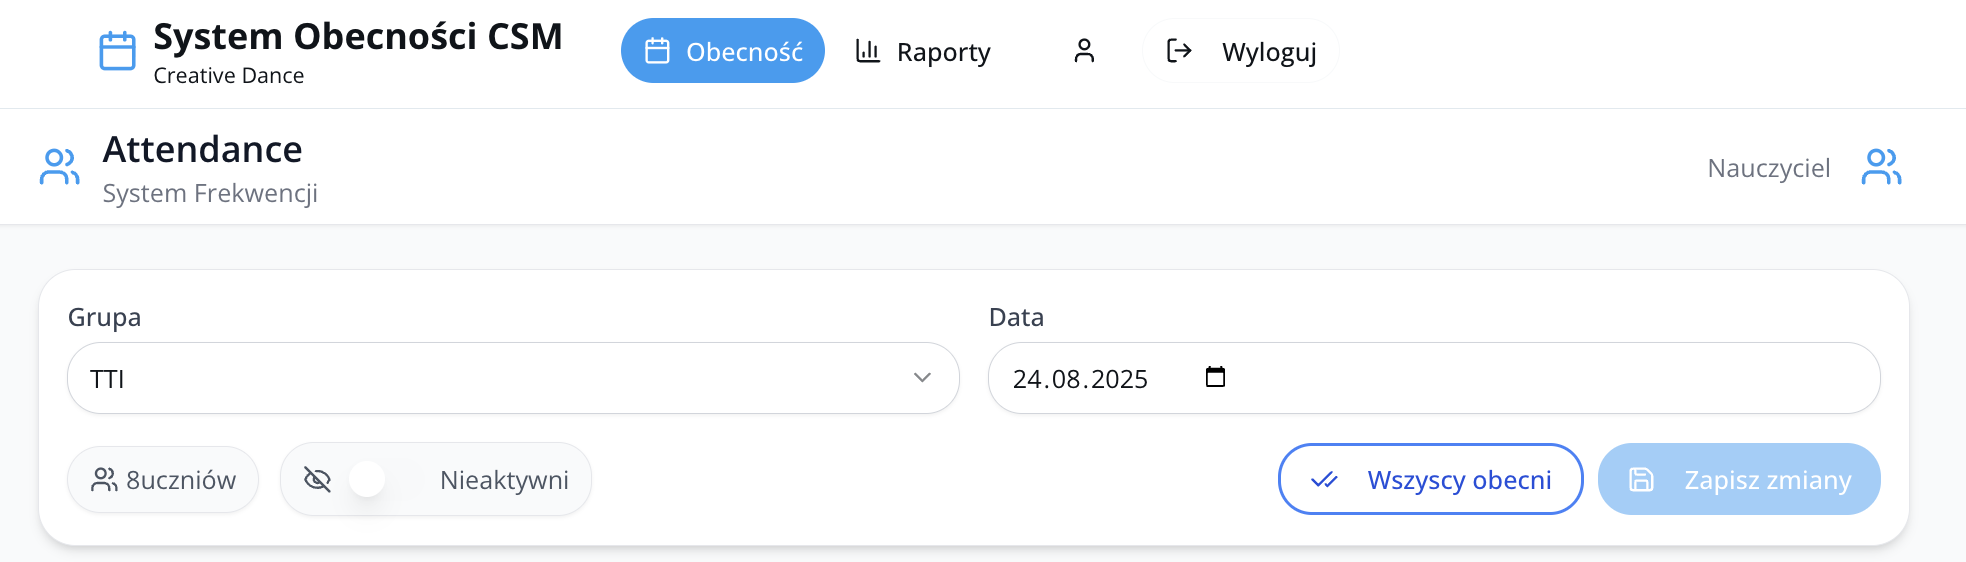 System Obecności CSM
Creative Dance
Obecność
Raporty
Wyloguj
Attendance
System Frekwencji
Nauczyciel
Grupa
Data
TTI
24.08.2025
8uczniów
Nieaktywni
Wszyscy obecni
Zapisz zmiany